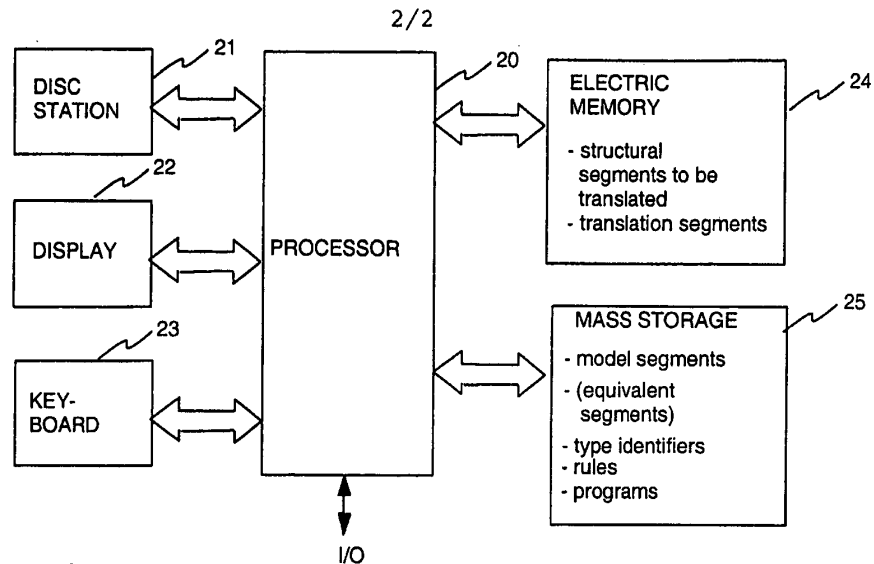 2/2
21
DISC
STATION
22
DISPLAY
23
KEY-
BOARD
20
PROCESSOR
I/O
24
ELECTRIC
MEMORY
- structural
segments to be
translated
- translation segments
25
MASS STORAGE
- model segments
- (equivalent
segments)
- type identifiers
- rules
- programs